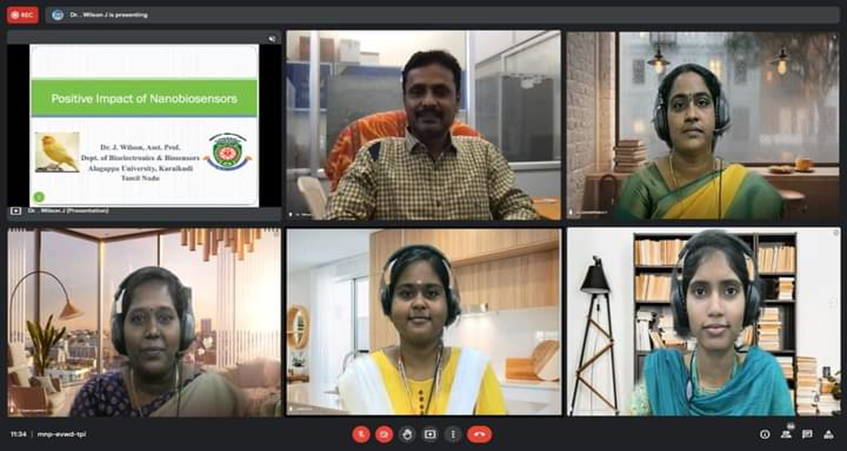 REC
Dr. . Wilson J is presenting
Positive Impact of Nanobiosensors
Dr. J. Wilson, Asst. Prof.
Dept. of Bioelectronics & Biosensors
Alagappa University, Karaikudi
Tamil Nadu
Dr. . Wilson J (Presentation)
11:34 | mnp-evwd-tpi